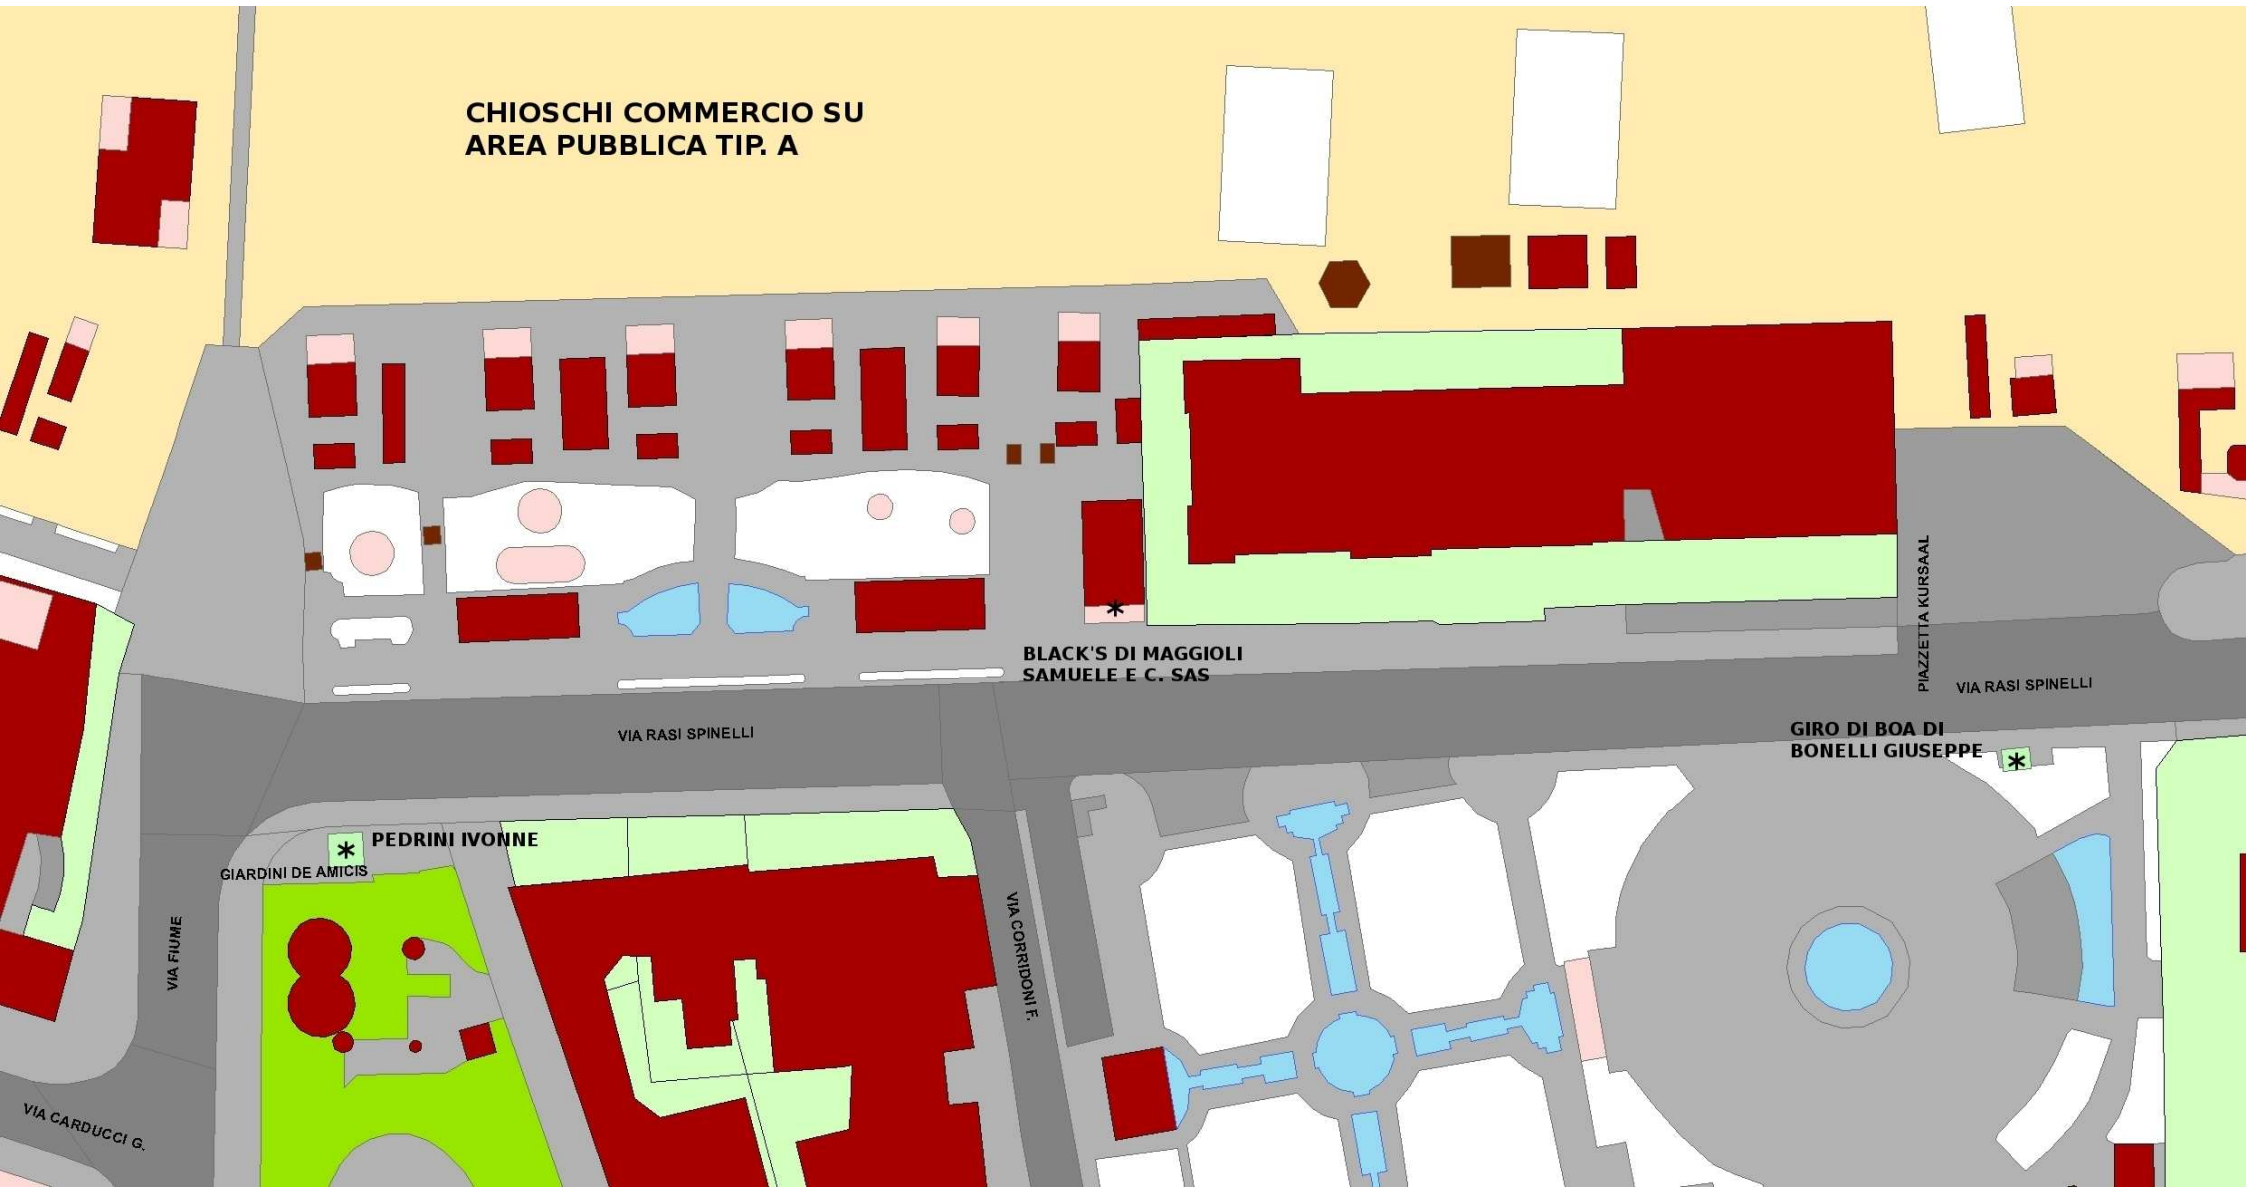 CHIOSCHI COMMERCIO SU
AREA PUBBLICA TIP. A
BLACK'S DI MAGGIOLI
SAMUELE E C. SAS
PIAZZETTA KURSAAL
VIA RASI SPINELLI
VIA RASI SPINELLI
GIRO DI BOA DI
BONELLI GIUSEPPE
PEDRINI IVONNE
GIARDINI DE AMICIS
VIA FIUME
VIA CORRIDONI F.
VIA CARDUCCI G.